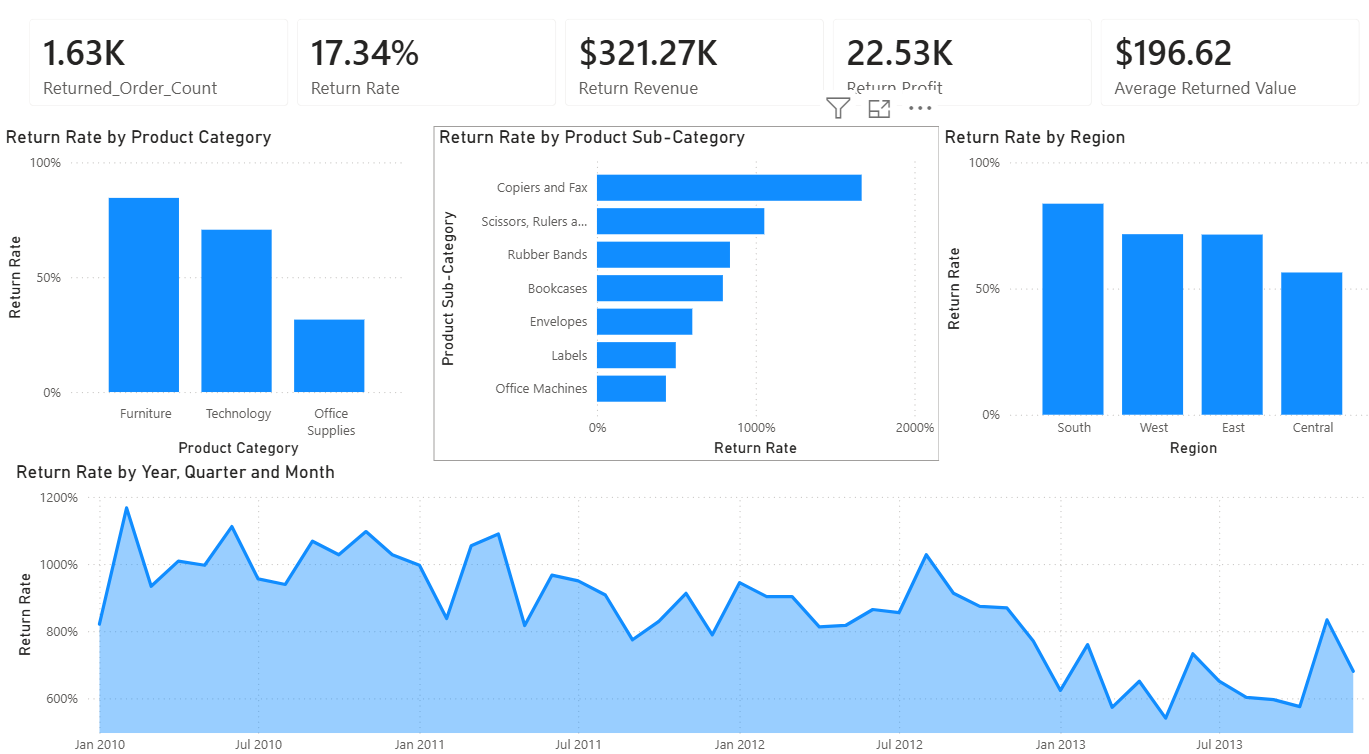 1.63K
Returned_Order_Count
17.34%
Return Rate
$321.27K
Return Revenue
22.53K
Return Profit
$196.62
Average Returned Value
Return Rate by Product Category
Return Rate
100%
50%
0%
Furniture
Technology
Office
Supplies
Product Category
Return Rate by Product Sub-Category
Product Sub-Category
Copiers and Fax
Scissors, Rulers a...
Rubber Bands
Bookcases
Envelopes
Labels
Office Machines
0%
1000%
2000%
Return Rate
Return Rate by Region
Return Rate
100%
50%
0%
South
West
East
Central
Region
Return Rate by Year, Quarter and Month
Return Rate
1200%
1000%
800%
600%
Jan 2010
Jul 2010
Jan 2011
Jul 2011
Jan 2012
Jul 2012
Jan 2013
Jul 2013